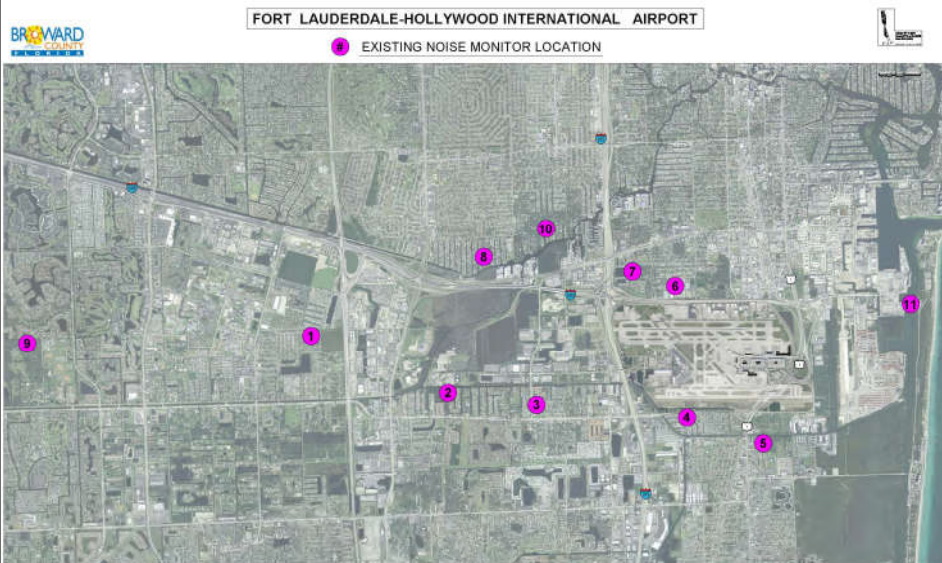 BROWARD
COUNTY
FLORIDA
FORT LAUDERDALE-HOLLYWOOD INTERNATIONAL AIRPORT
# EXISTING NOISE MONITOR LOCATION
10
8
7
6
11
1
9
2
3
4
5